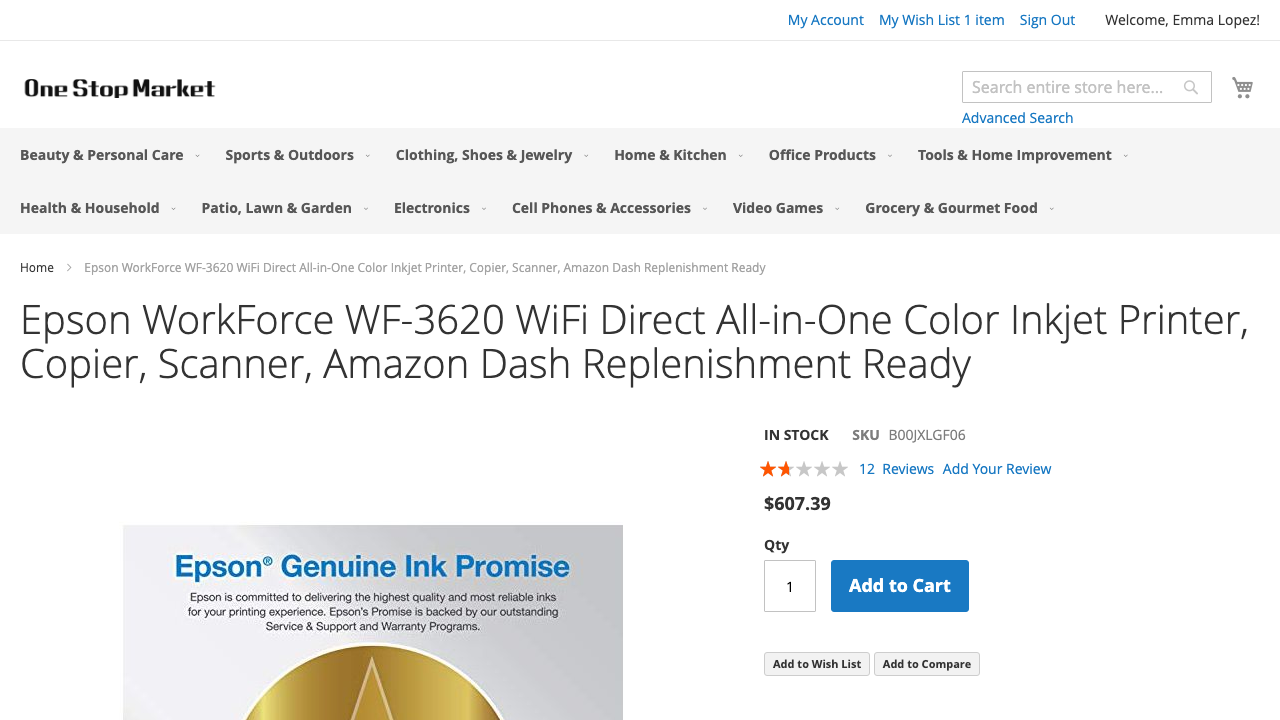 My Account My Wish List 1 item Sign Out Welcome, Emma Lopez!
One Stop Market
Search entire store here...
Advanced Search
Beauty & Personal Care Sports & Outdoors Clothing, Shoes & Jewelry Home & Kitchen Office Products Tools & Home Improvement
Health & Household Patio, Lawn & Garden Electronics Cell Phones & Accessories Video Games Grocery & Gourmet Food
Home Epson WorkForce WF-3620 WiFi Direct All-in-One Color Inkjet Printer, Copier, Scanner, Amazon Dash Replenishment Ready
Epson WorkForce WF-3620 WiFi Direct All-in-One Color Inkjet Printer,
Copier, Scanner, Amazon Dash Replenishment Ready
IN STOCK SKU B00JXLGF06
12 Reviews Add Your Review
$607.39
Qty
1 Add to Cart
Add to Wish List Add to Compare
Epson® Genuine Ink Promise
Epson is committed to delivering the highest quality and most reliable inks
for your printing experience. Epson's Promise is backed by our outstanding
Service & Support and Warranty Programs.